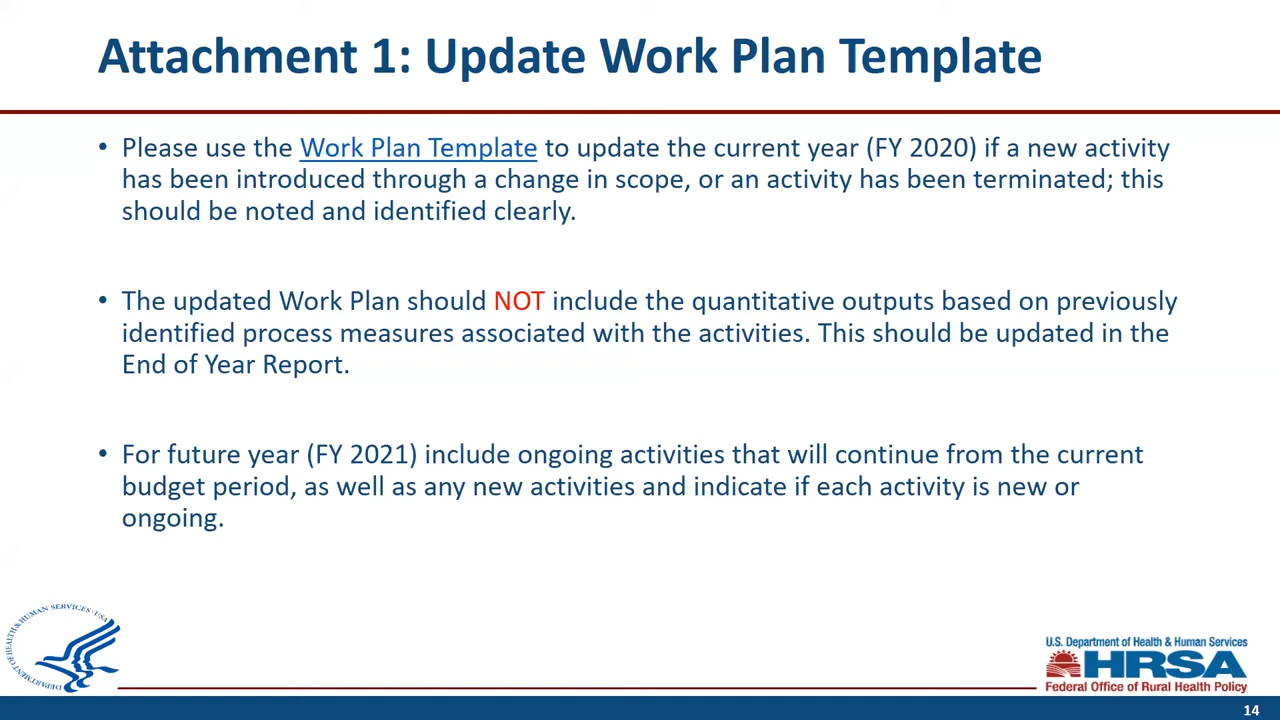 Attachment 1: Update Work Plan Template
• Please use the Work Plan Template to update the current year (FY 2020) if a new activity
has been introduced through a change in scope, or an activity has been terminated; this
should be noted and identified clearly.
• The updated Work Plan should NOT include the quantitative outputs based on previously
identified process measures associated with the activities. This should be updated in the
End of Year Report.
• For future year (FY 2021) include ongoing activities that will continue from the current
budget period, as well as any new activities and indicate if each activity is new or
ongoing.
DEPARTMENT OF HEALTH & HUMAN SERVICES · USA
U.S. Department of Health & Human Services
HRSA
Federal Office of Rural Health Policy
14